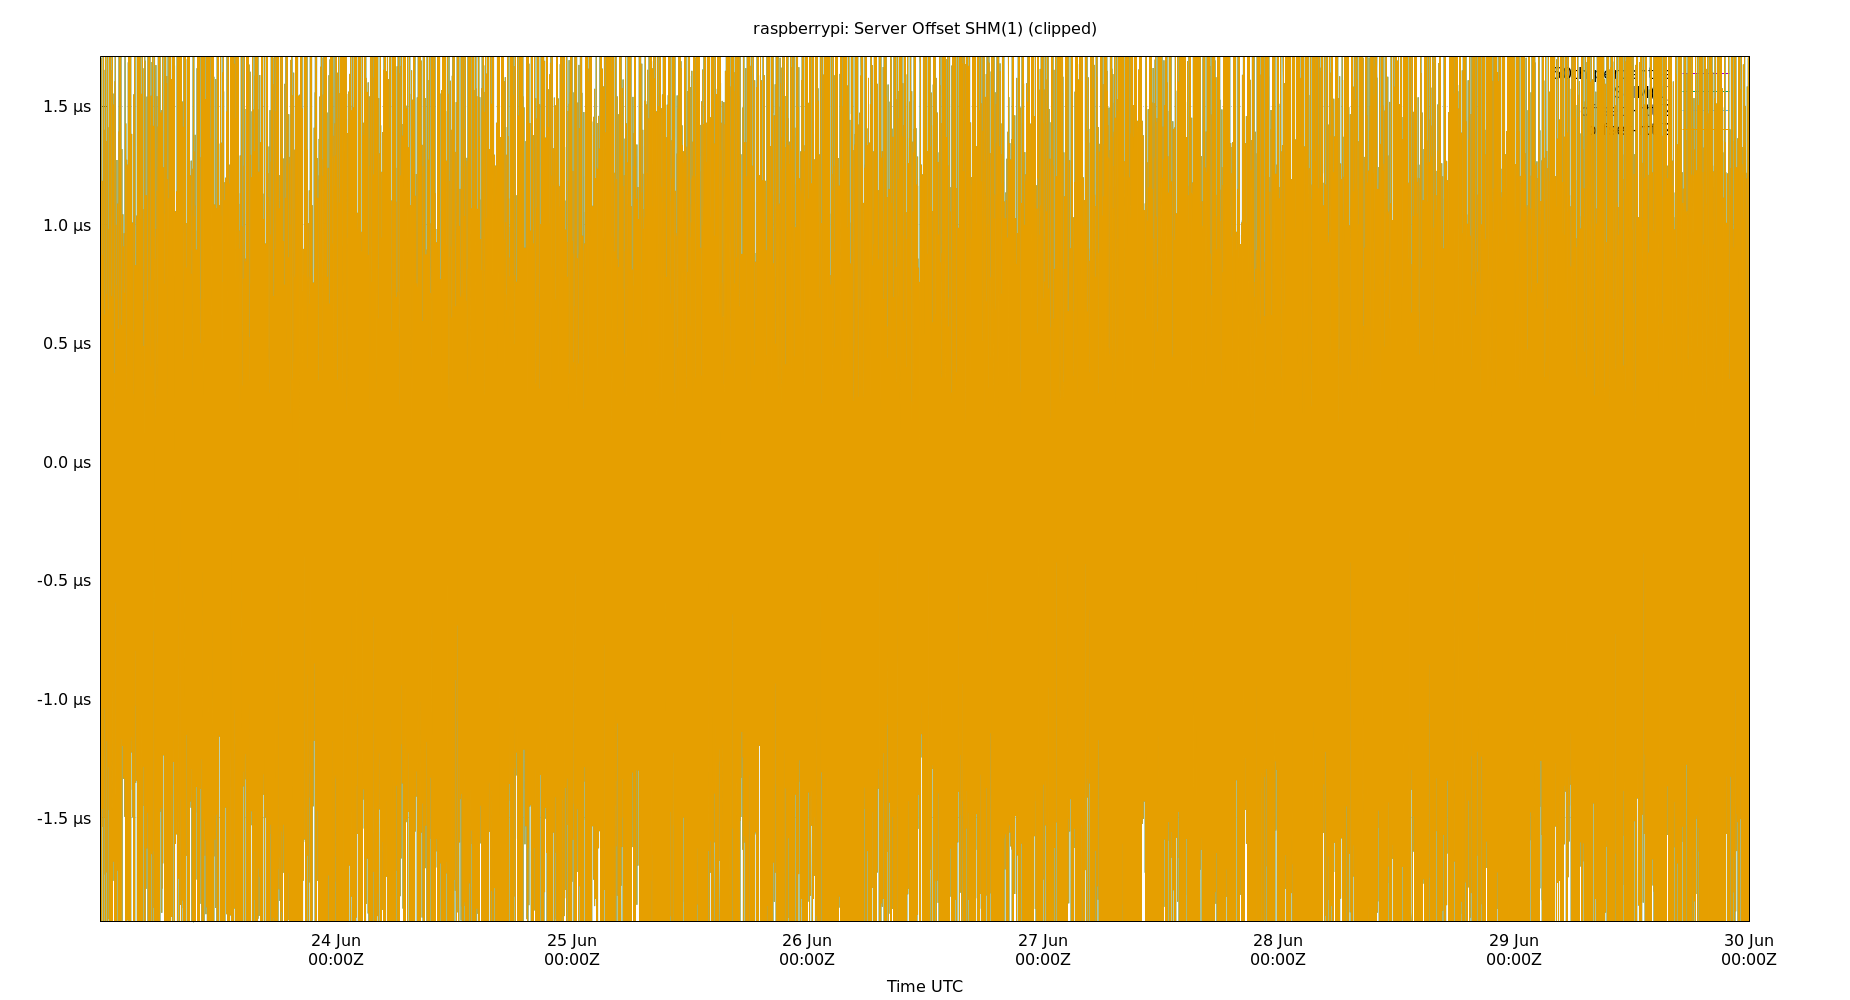 raspberrypi: Server Offset SHM(1) (clipped)
1.5 µs
1.0 µs
0.5 µs
0.0 µs
-0.5 µs
-1.0 µs
-1.5 µs
24 Jun 25 Jun 26 Jun 27 Jun 28 Jun 29 Jun 30 Jun
00:00Z 00:00Z 00:00Z 00:00Z 00:00Z 00:00Z 00:00Z
Time UTC